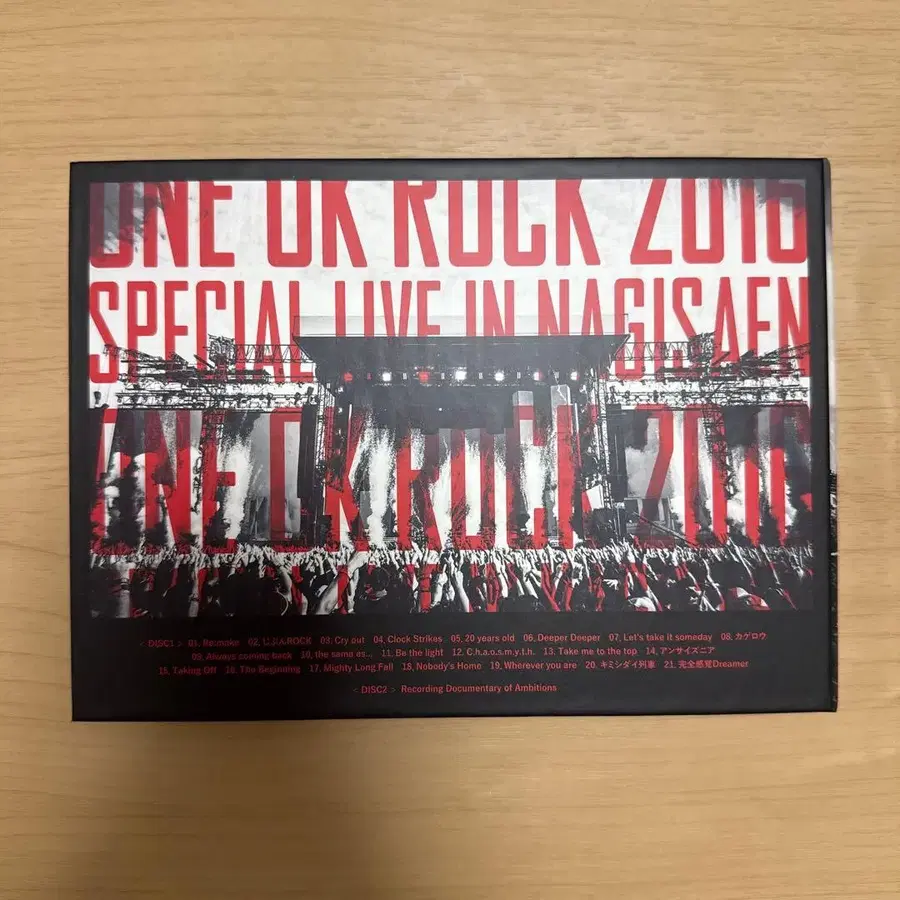 ONE OK ROCK 2016
SPECIAL LIVE IN NAGISAEN
ONE OK ROCK 2016
< DISC1 > 01. Re:make 02. じぶんROCK 03. Cry out 04. Clock Strikes 05. 20 years old 06. Deeper Deeper 07. Let's take it someday 08. カゲロウ
09. Always coming back 10. the same as... 11. Be the light 12. C.h.a.o.s.m.y.t.h. 13. Take me to the top 14. アンサイズニア
15. Taking Off 16. The Beginning 17. Mighty Long Fall 18. Nobody's Home 19. Wherever you are 20. キミシダイ列車 21. 完全感覚Dreamer
< DISC2 > Recording Documentary of Ambitions